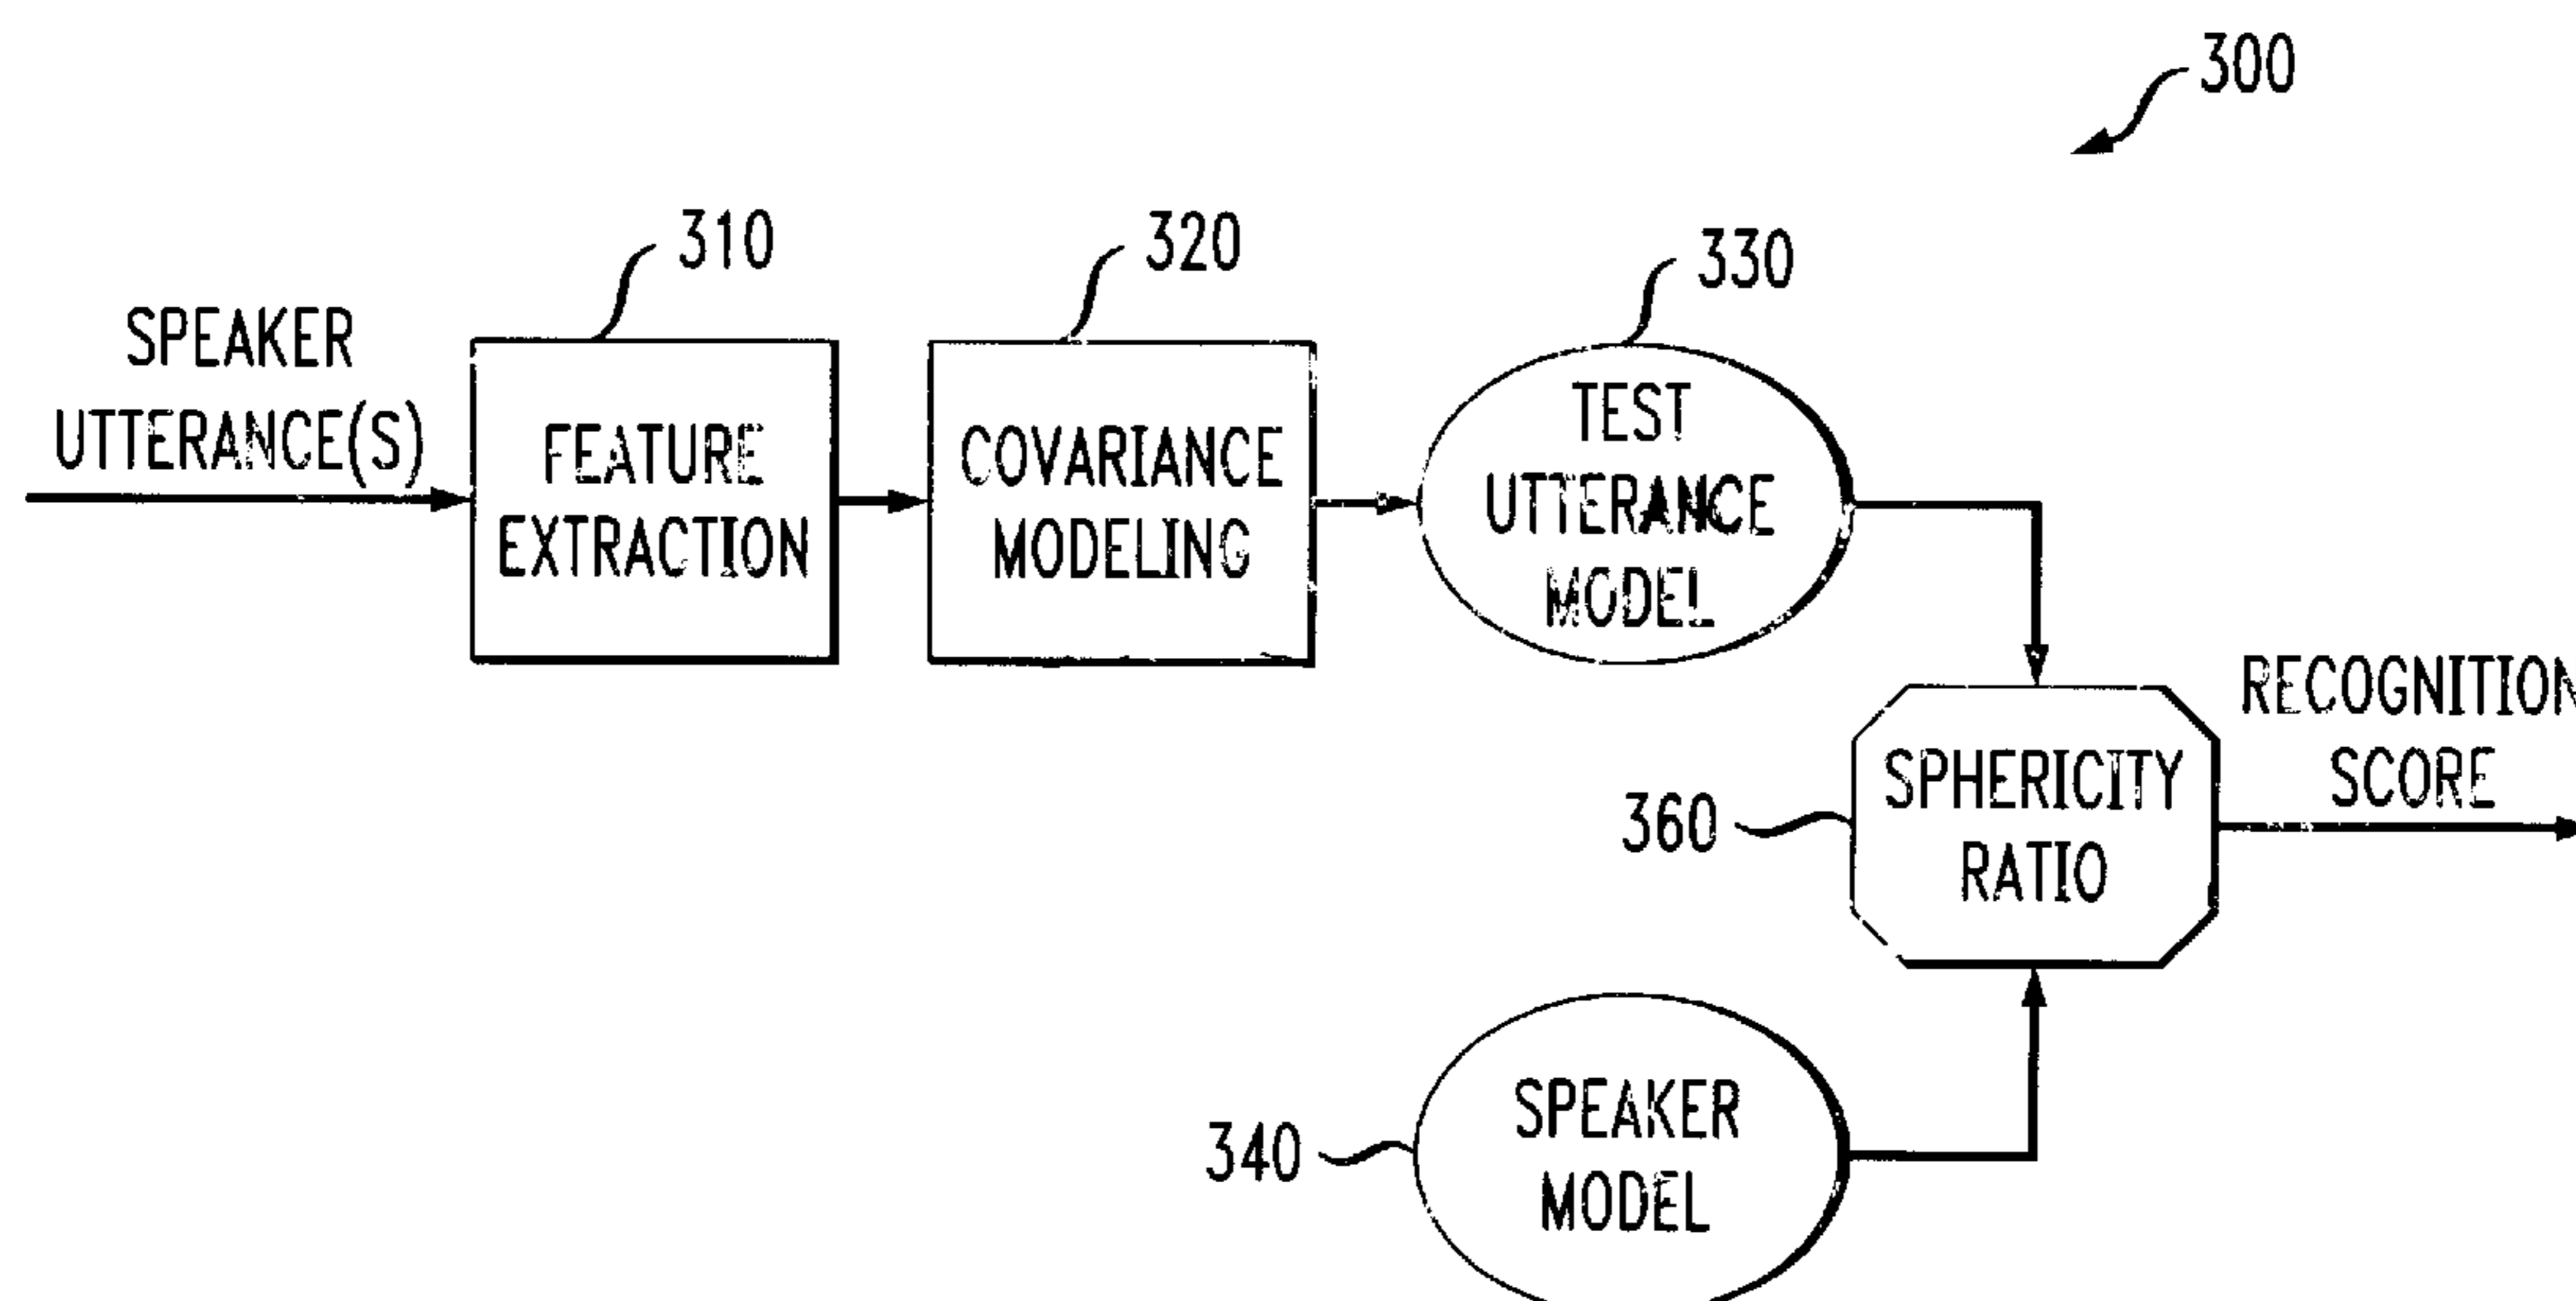 300
310
320
330
SPEAKER
UTTERANCE(S)
FEATURE
EXTRACTION
COVARIANCE
MODELING
TEST
UTTERANCE
MODEL
RECOGNITION
SCORE
360
SPHERICITY
RATIO
340
SPEAKER
MODEL